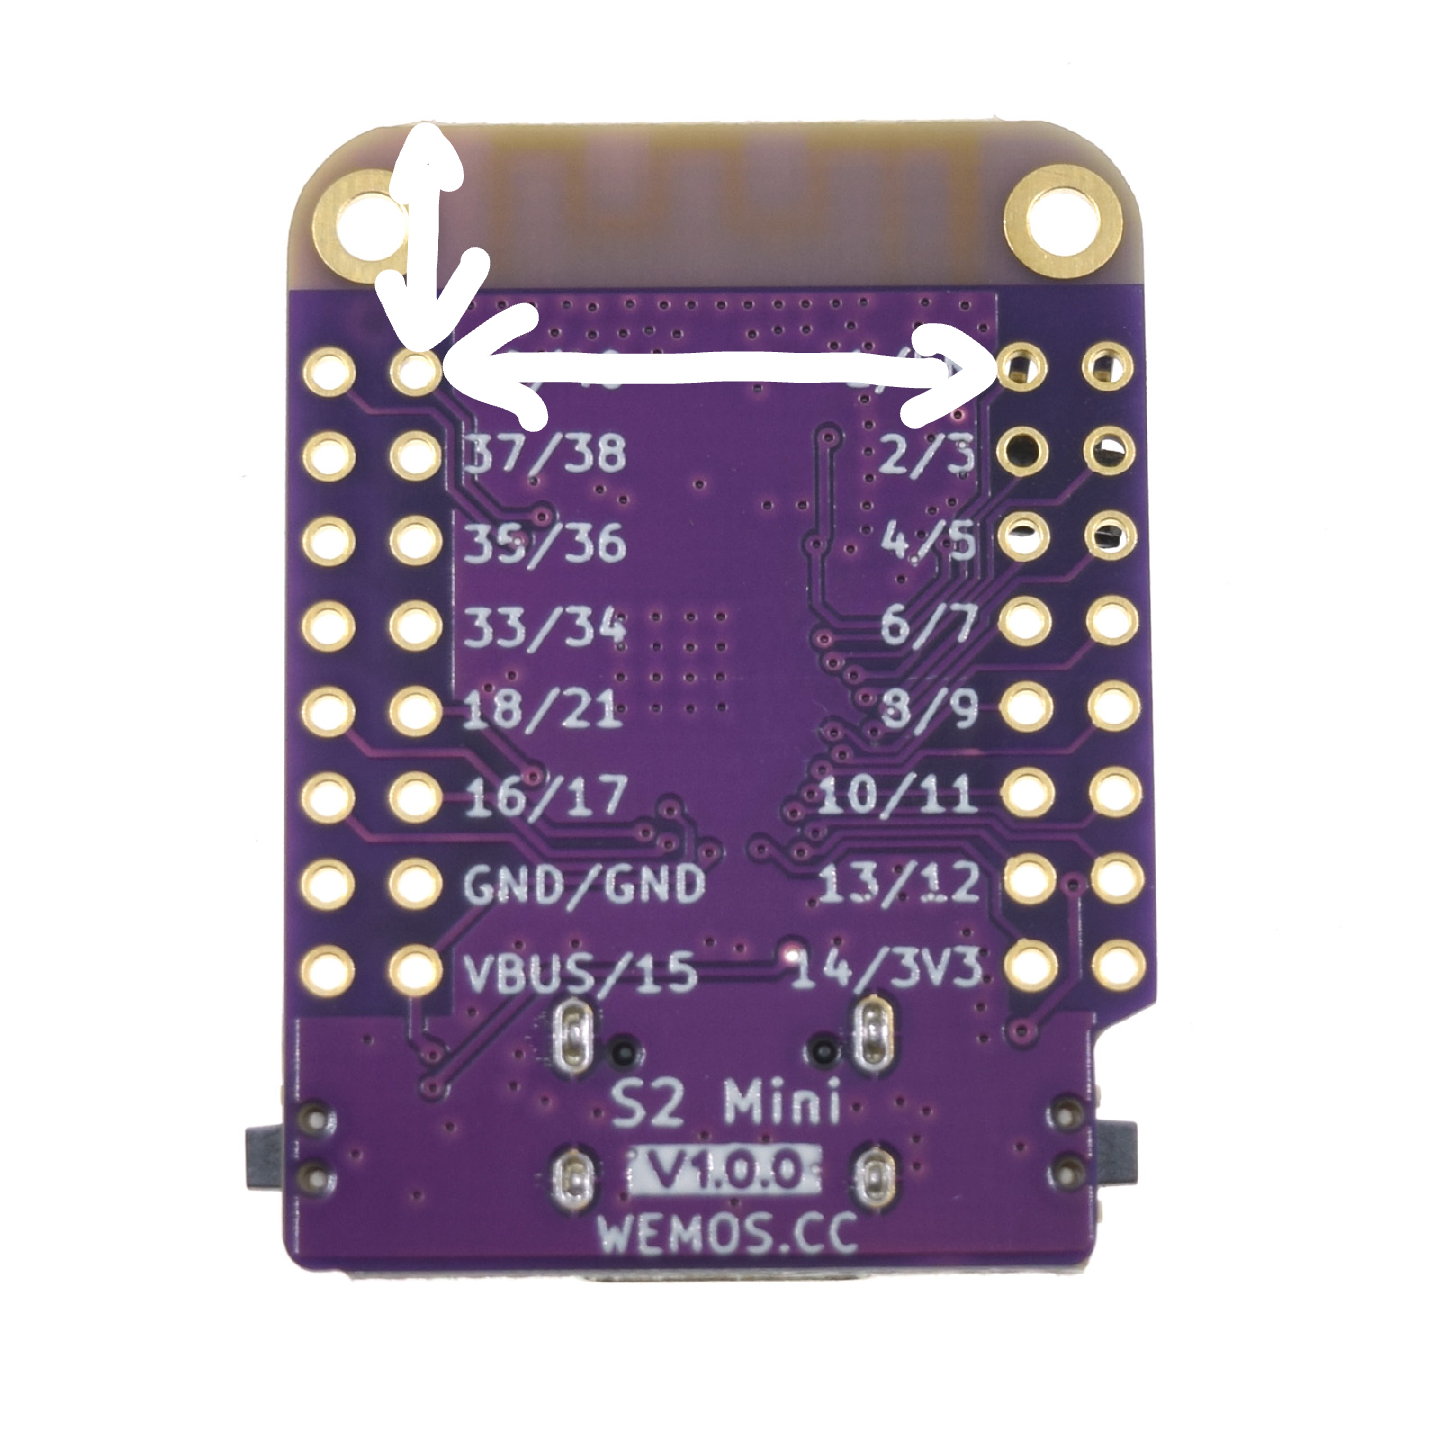 37/38 2/3
35/36 4/5
33/34 6/7
18/21 8/9
16/17 10/11
GND/GND 13/12
VBUS/15 14/3V3
S2 Mini
V1.0.0
WEMOS.CC